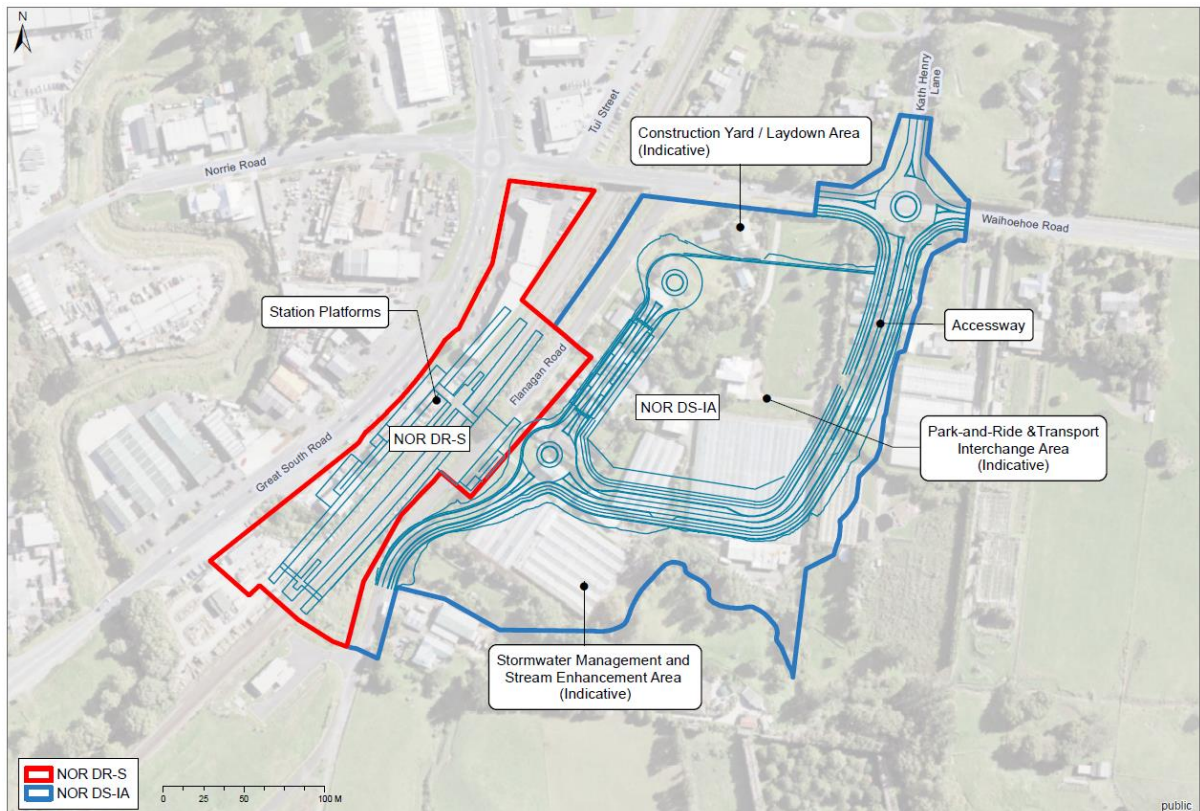 N
Kath Henry
Lane
Tui Street
Construction Yard / Laydown Area
(Indicative)
Norrie Road
Waihoehoe Road
Station Platforms
Accessway
Flanagan Road
NOR DS-IA
NOR DR-S
Park-and-Ride &Transport
Interchange Area
(Indicative)
Great South Road
Stormwater Management and
Stream Enhancement Area
(Indicative)
NOR DR-S
NOR DS-IA
0 25 50 100 M
public